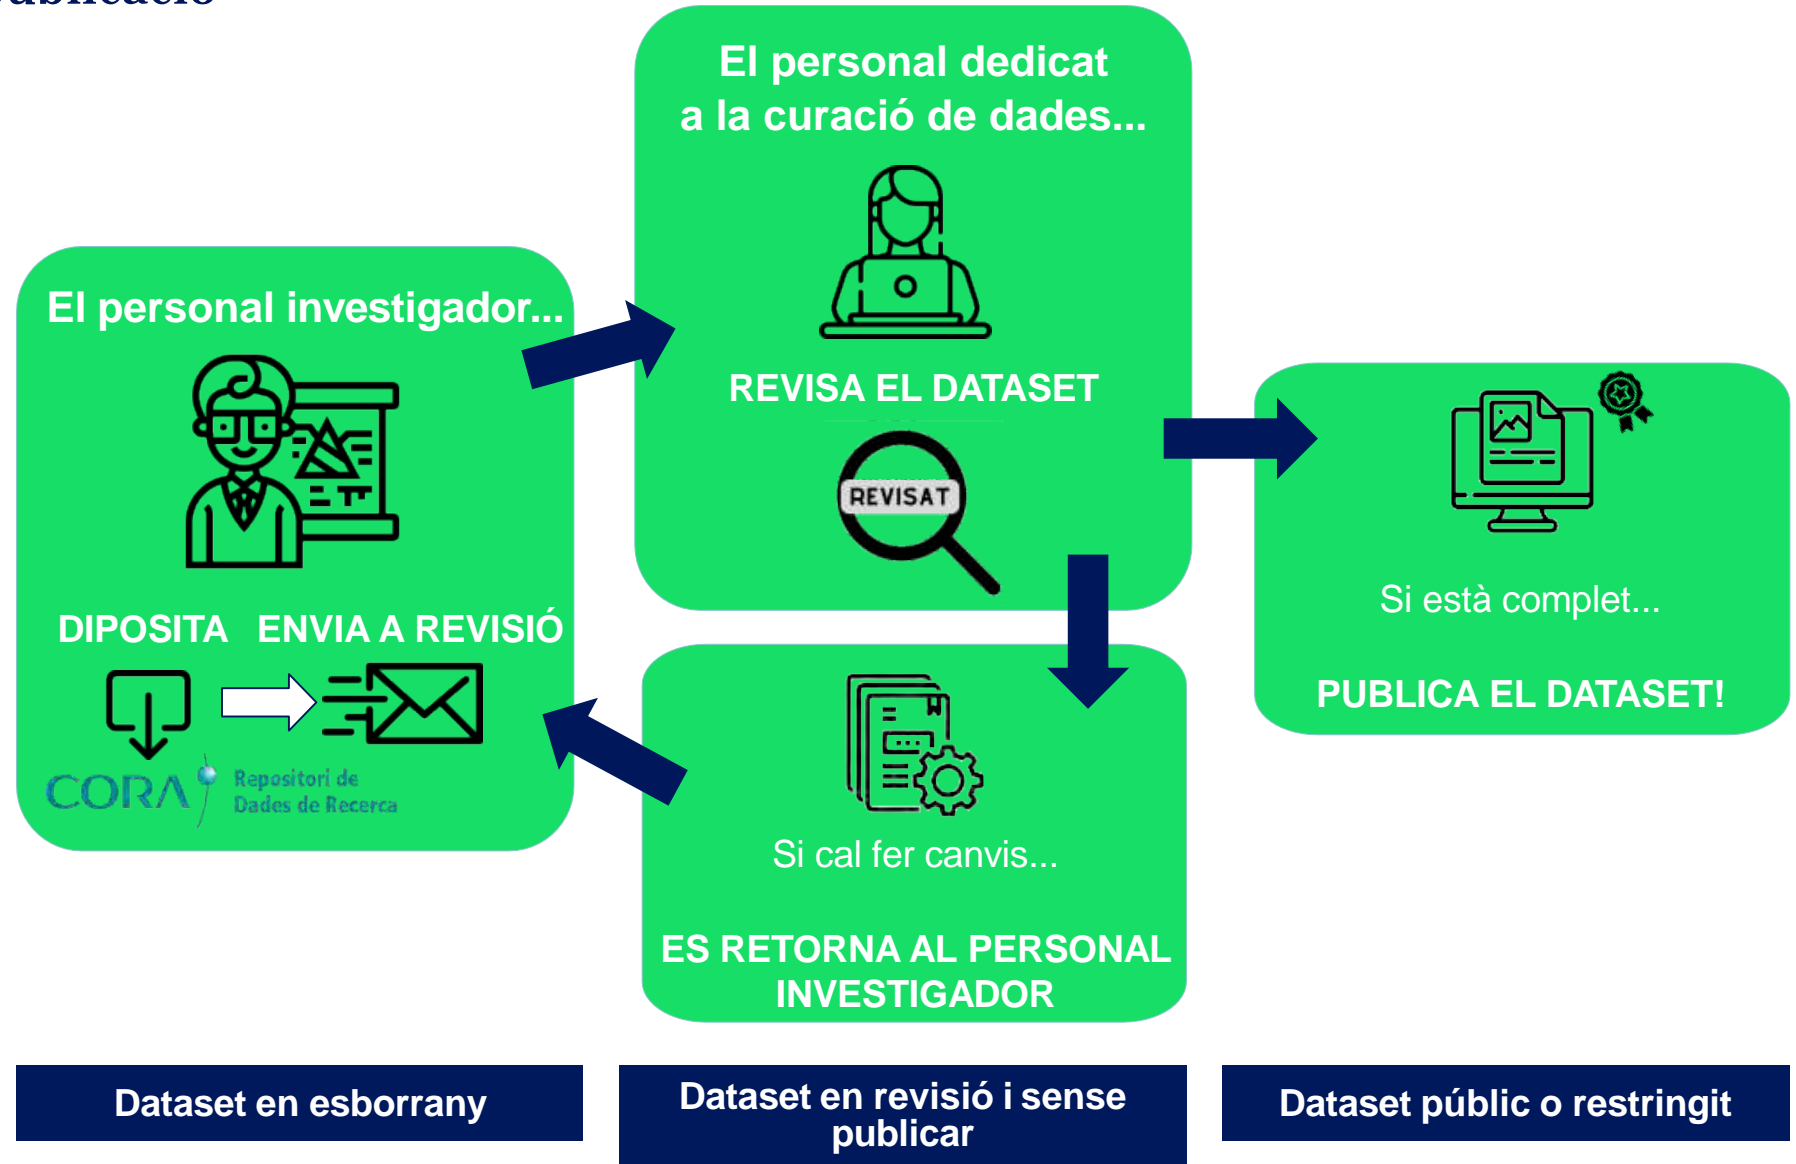 El personal dedicat
a la curació de dades...
REVISA EL DATASET
REVISAT
El personal investigador...
DIPOSITA ENVIA A REVISIÓ
CORA Repositori de
Dades de Recerca
Si cal fer canvis...
ES RETORNA AL PERSONAL
INVESTIGADOR
Si està complet...
PUBLICA EL DATASET!
Dataset en esborrany
Dataset en revisió i sense
publicar
Dataset públic o restringit